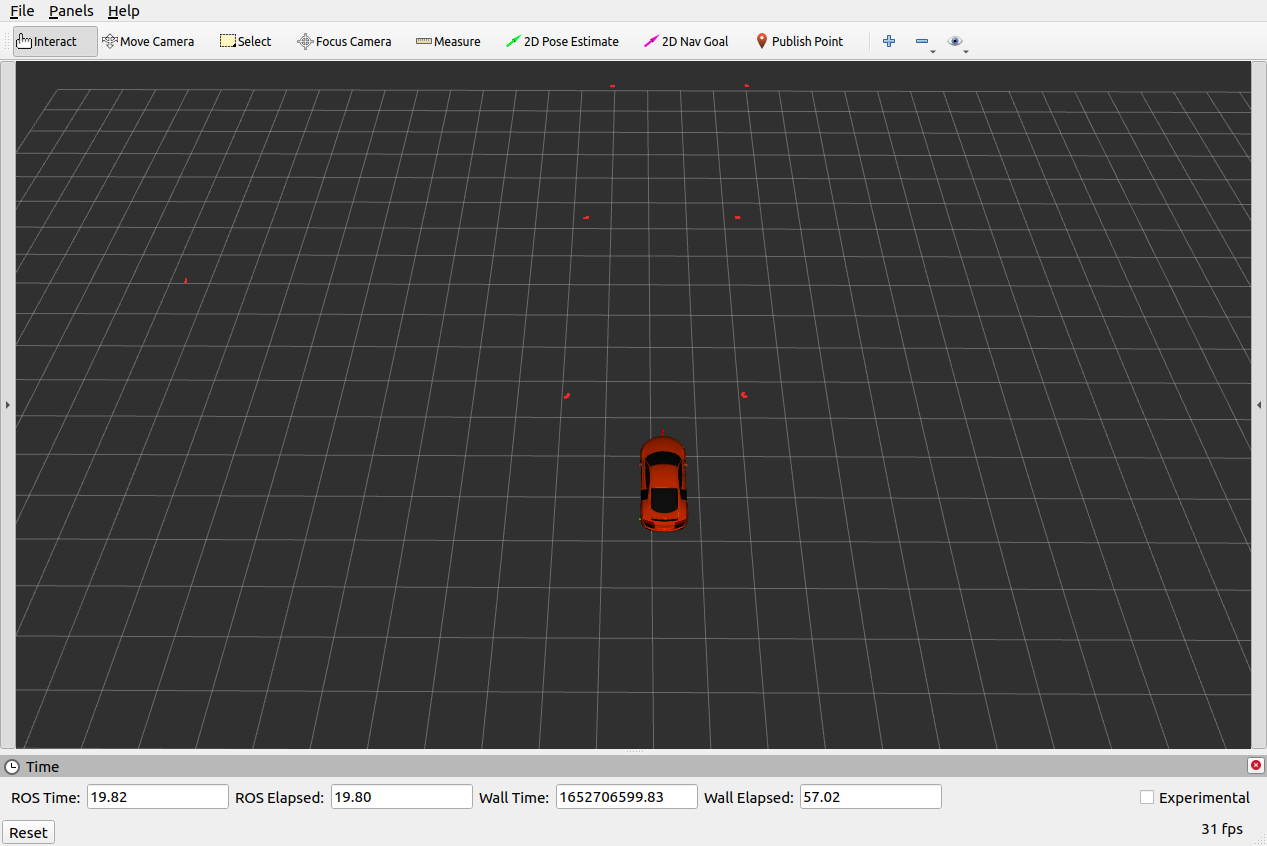 File Panels Help
Interact Move Camera Select Focus Camera Measure 2D Pose Estimate 2D Nav Goal Publish Point
Time
ROS Time: 19.82 ROS Elapsed: 19.80 Wall Time: 1652706599.83 Wall Elapsed: 57.02 Experimental
Reset 31 fps